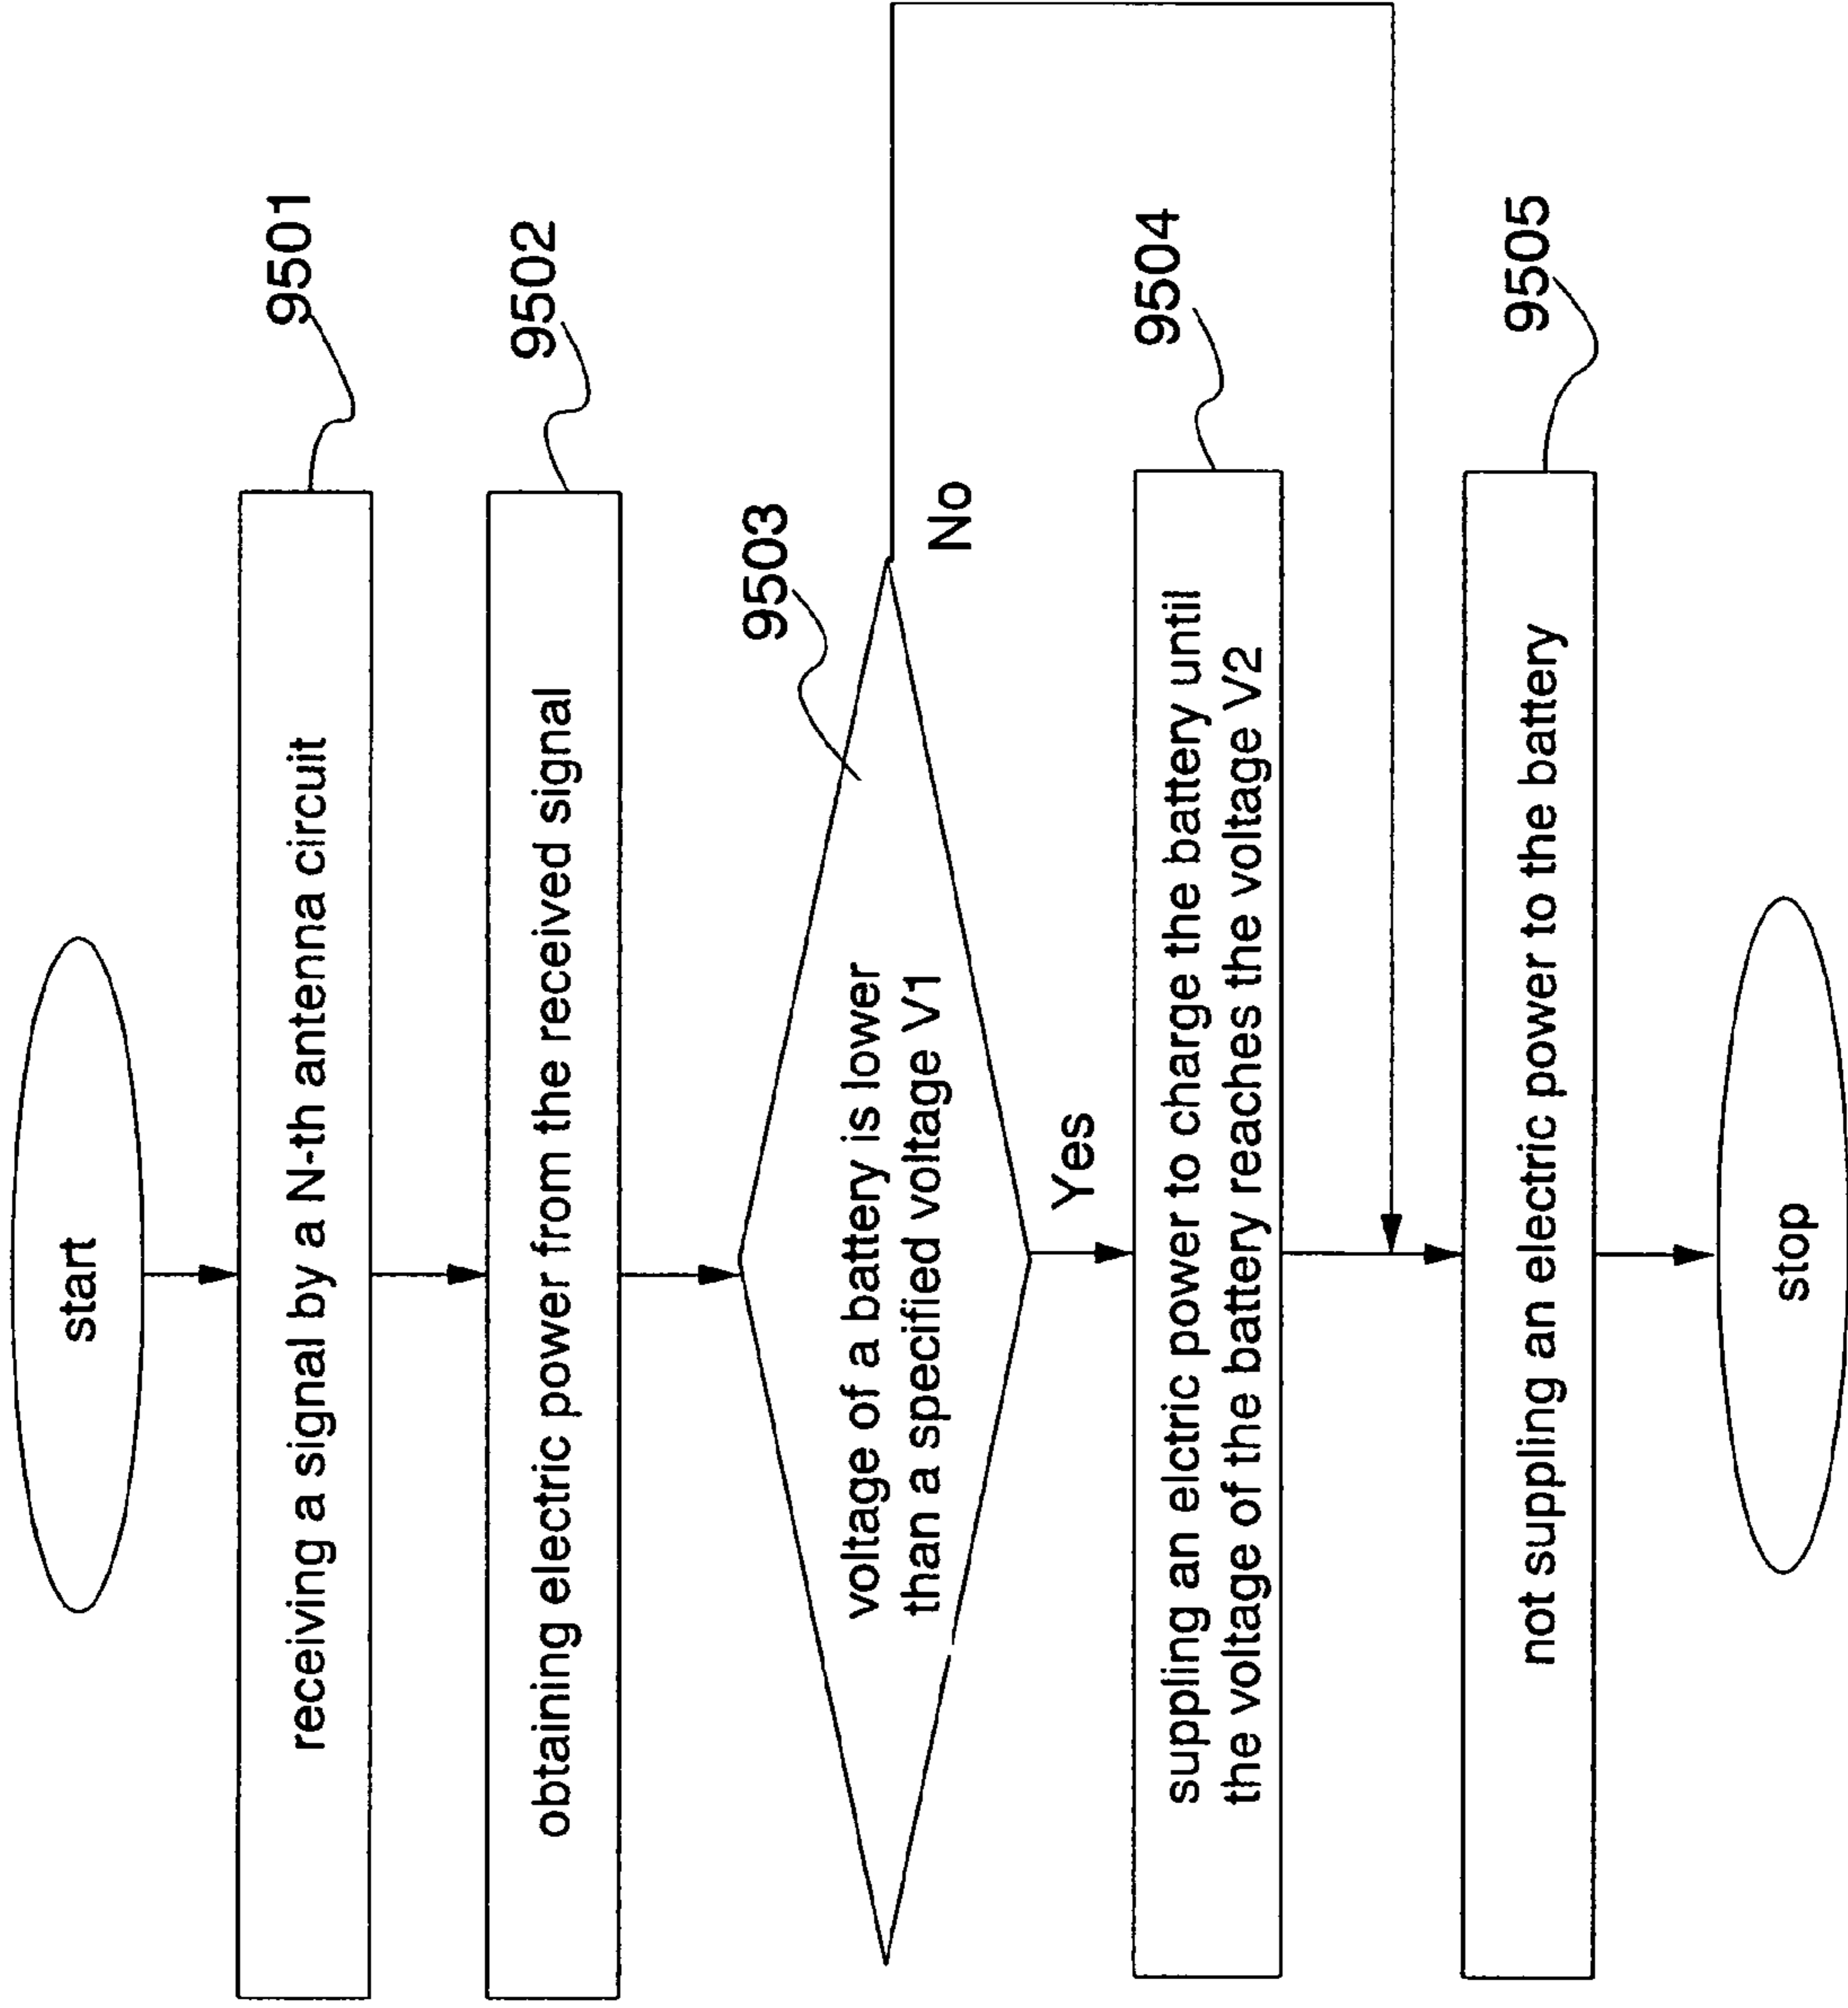 start
receiving a signal by a N-th antenna circuit
9501
obtaining electric power from the received signal
9502
voltage of a battery is lower
than a specified voltage V1
9503
No
Yes
suppling an elctric power to charge the battery until
the voltage of the battery reaches the voltage V2
9504
not suppling an electric power to the battery
9505
stop